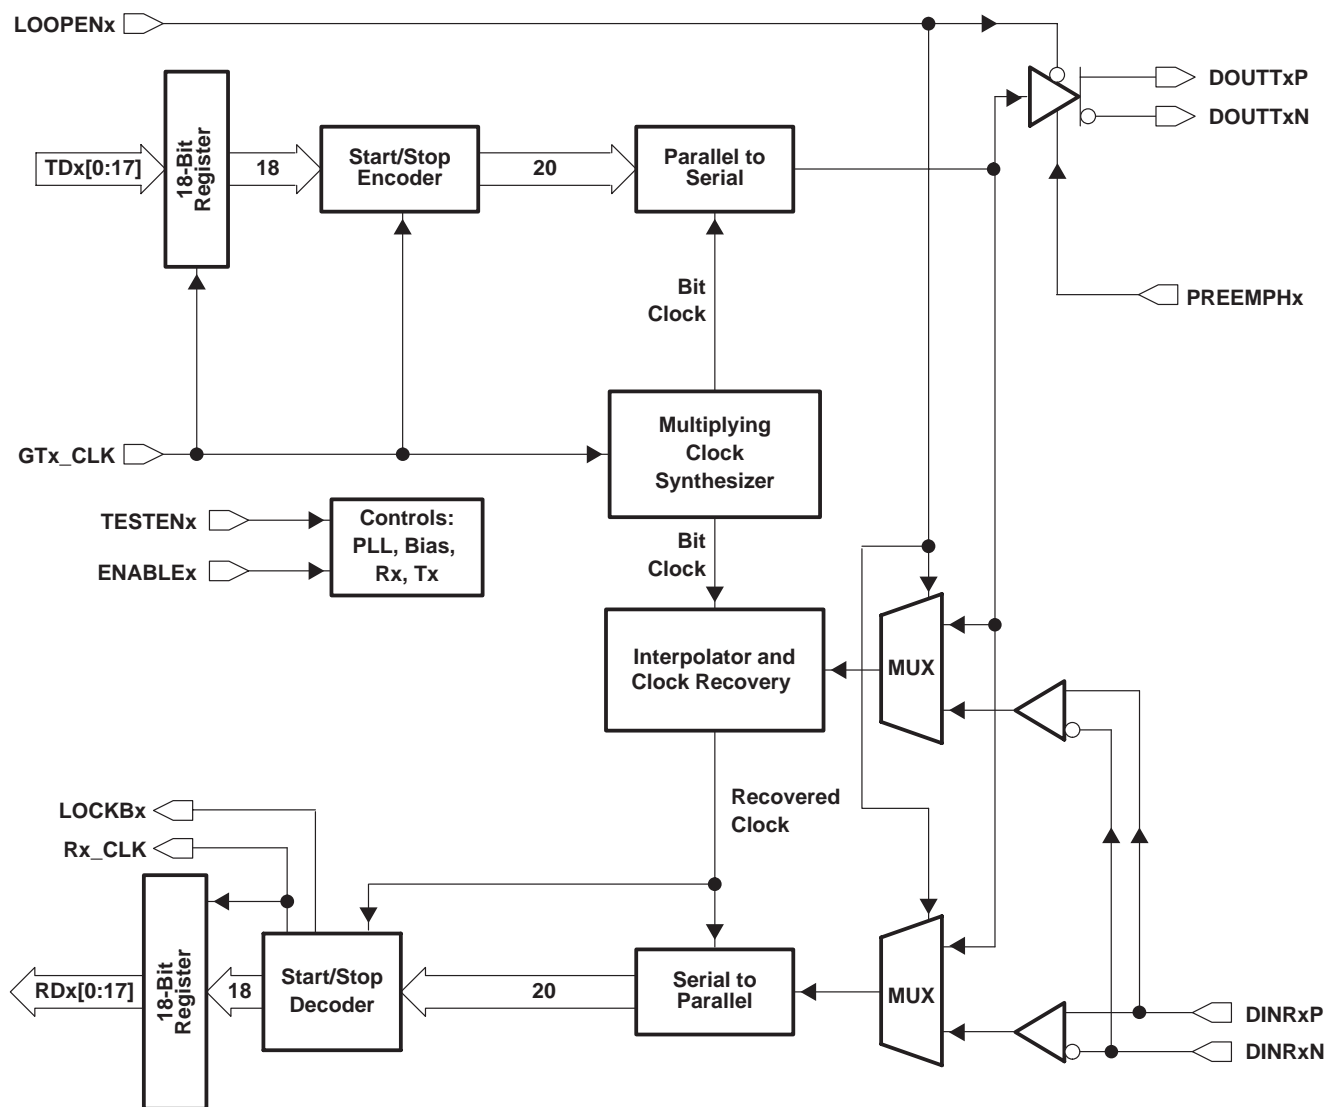 LOOPENx
DOUTTxP
DOUTTxN
TDx[0:17]
18-Bit
Register
18
Start/Stop
Encoder
20
Parallel to
Serial
PREEMPHx
Bit
Clock
GTx_CLK
Multiplying
Clock
Synthesizer
TESTENx
ENABLEx
Controls:
PLL, Bias,
Rx, Tx
Bit
Clock
Interpolator and
Clock Recovery
MUX
Recovered
Clock
LOCKBx
Rx_CLK
RDx[0:17]
18-Bit
Register
18
Start/Stop
Decoder
20
Serial to
Parallel
MUX
DINRxP
DINRxN